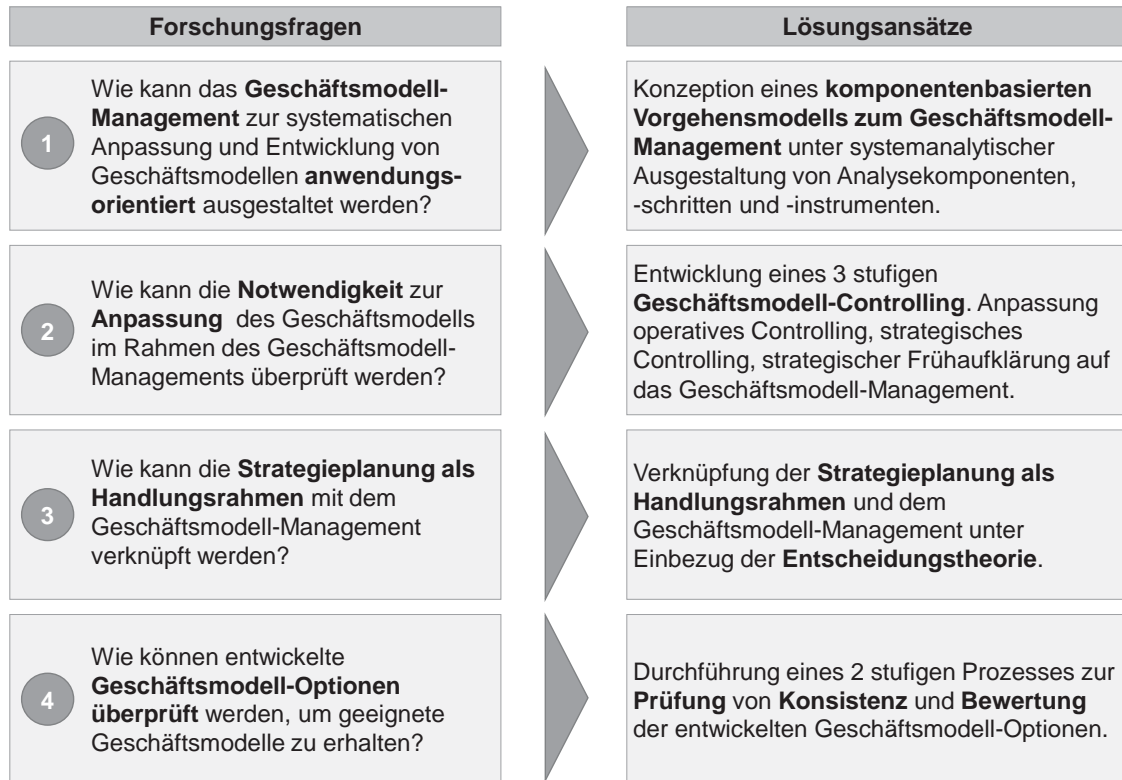 Forschungsfragen
Lösungsansätze
1
Wie kann das Geschäftsmodell-
Management zur systematischen
Anpassung und Entwicklung von
Geschäftsmodellen anwendungs-
orientiert ausgestaltet werden?
Konzeption eines komponentenbasierten
Vorgehensmodells zum Geschäftsmodell-
Management unter systemanalytischer
Ausgestaltung von Analysekomponenten,
-schritten und -instrumenten.
2
Wie kann die Notwendigkeit zur
Anpassung  des Geschäftsmodells
im Rahmen des Geschäftsmodell-
Managements überprüft werden?
Entwicklung eines 3 stufigen
Geschäftsmodell-Controlling. Anpassung
operatives Controlling, strategisches
Controlling, strategischer Frühaufklärung auf
das Geschäftsmodell-Management.
3
Wie kann die Strategieplanung als
Handlungsrahmen mit dem
Geschäftsmodell-Management
verknüpft werden?
Verknüpfung der Strategieplanung als
Handlungsrahmen und dem
Geschäftsmodell-Management unter
Einbezug der Entscheidungstheorie.
4
Wie können entwickelte
Geschäftsmodell-Optionen
überprüft werden, um geeignete
Geschäftsmodelle zu erhalten?
Durchführung eines 2 stufigen Prozesses zur
Prüfung von Konsistenz und Bewertung
der entwickelten Geschäftsmodell-Optionen.